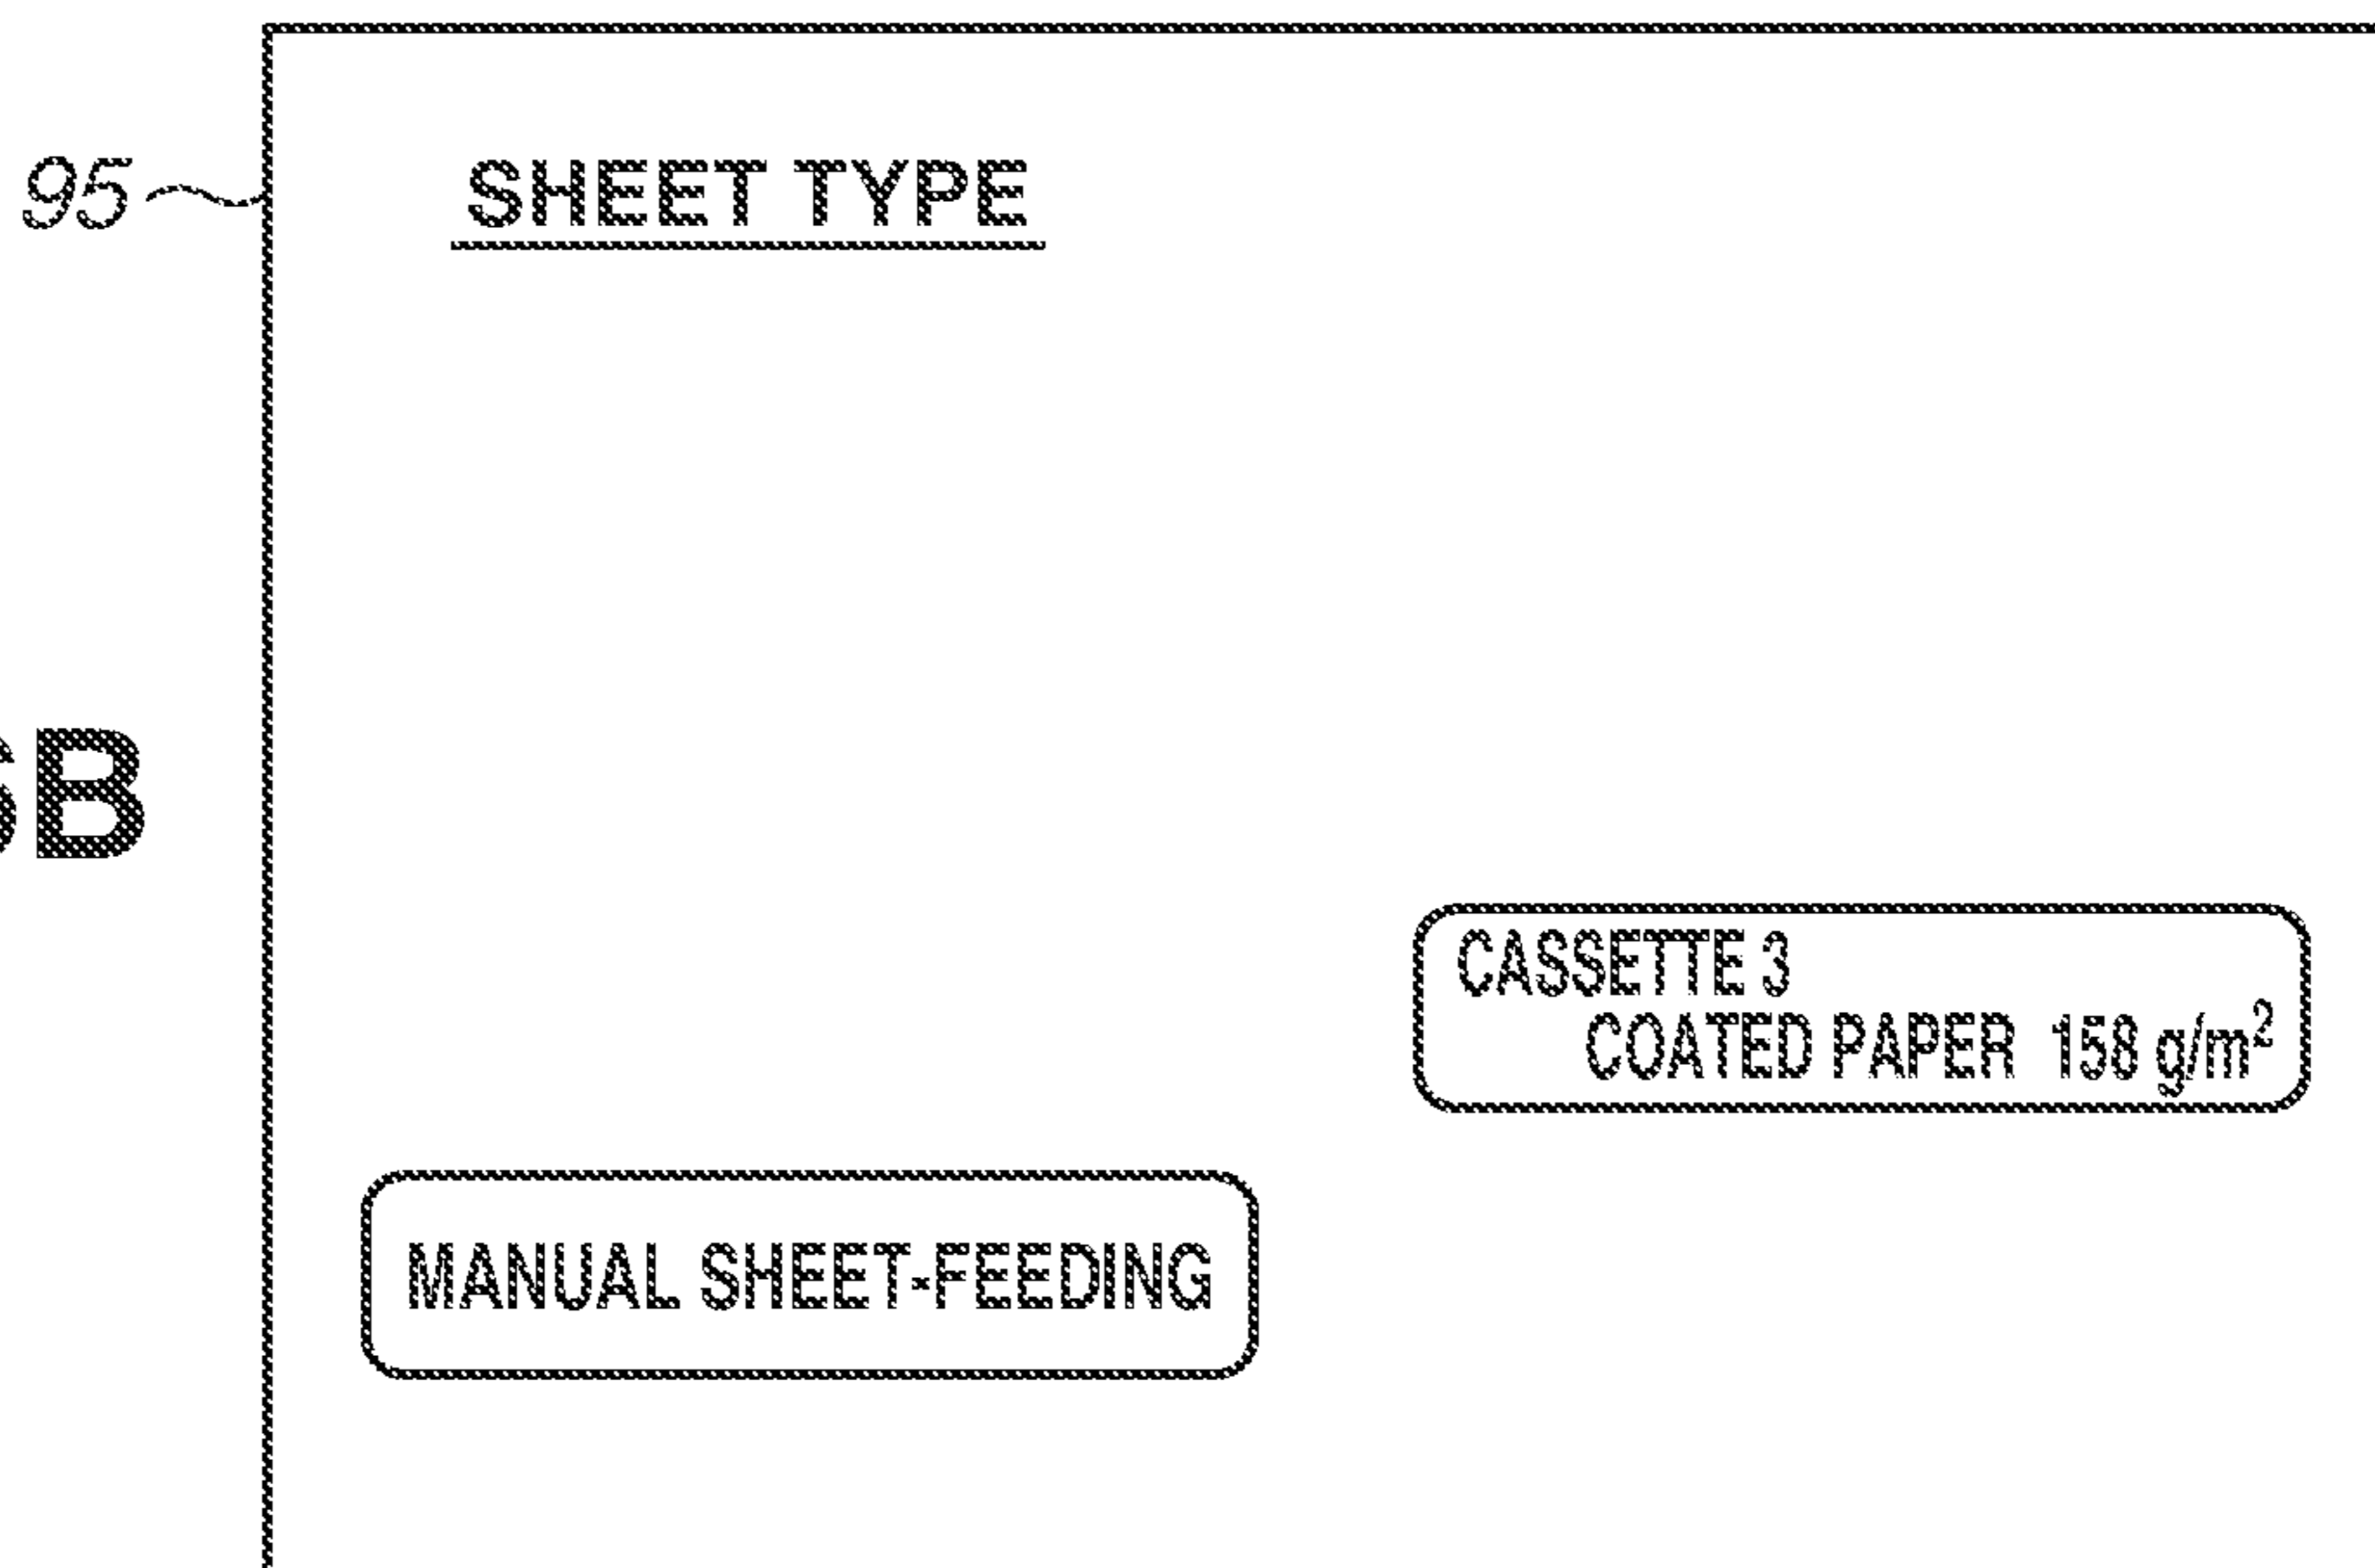 95
SHEET TYPE
B
CASSETTE 3
COATED PAPER 158 g/m²
MANUAL SHEET-FEEDING